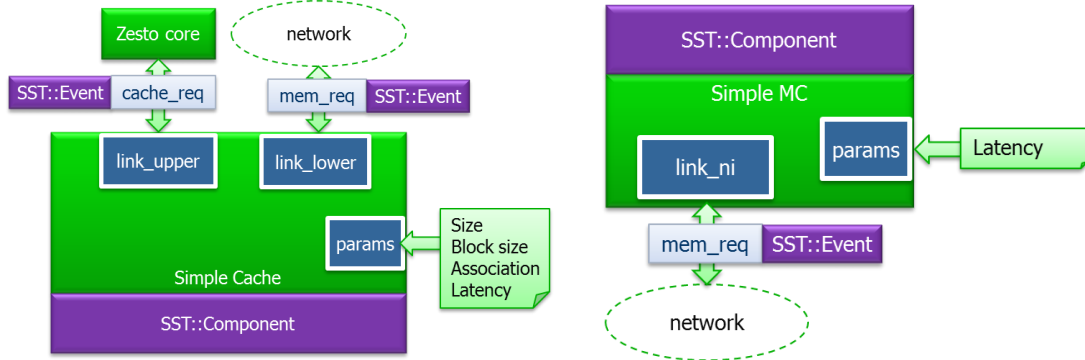 Zesto core
network
SST::Event
cache_req
mem_req
SST::Event
link_upper
link_lower
params
Size
Block size
Association
Latency
Simple Cache
SST::Component
SST::Component
Simple MC
link_ni
params
Latency
mem_req
SST::Event
network